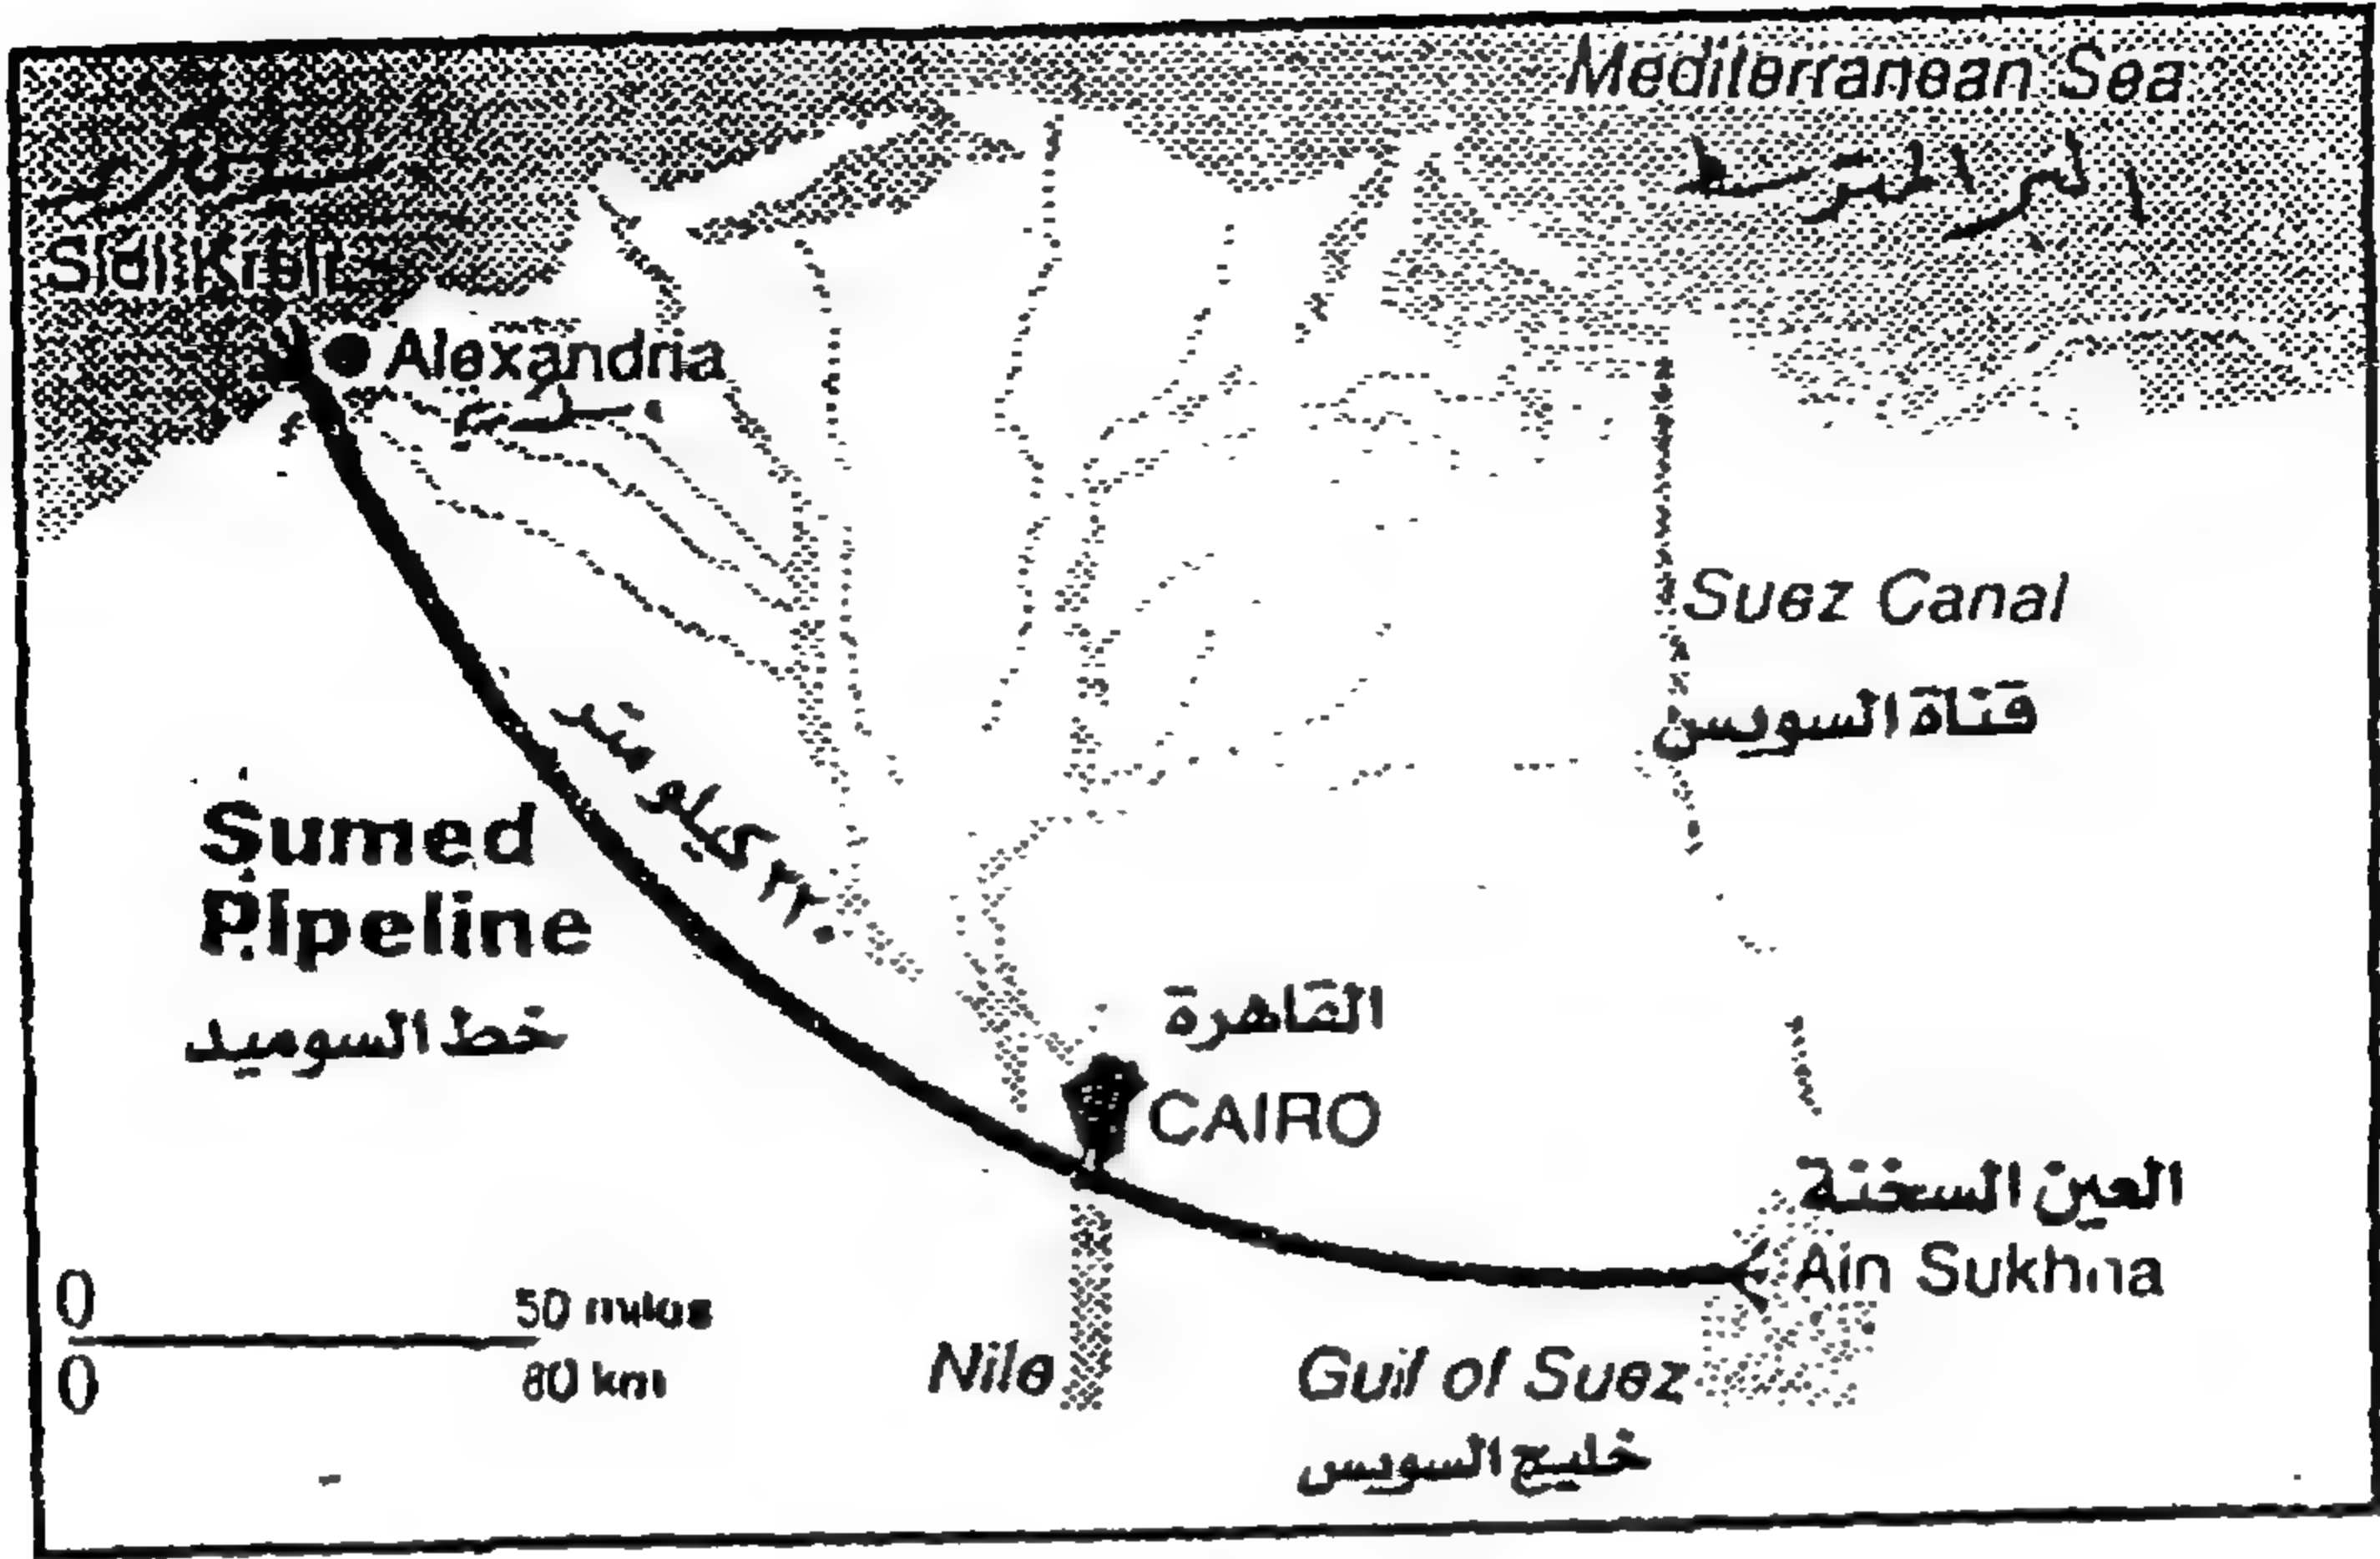 Mediterranean Sea
البحر المتوسط
Sidi Kreir
Alexandria
Suez Canal
قناة السويس
٣٢٠ كيلو متر
Sumed
Pipeline
خط السوميد
القاهرة
CAIRO
العين السخنة
Ain Sukhna
0 50 miles
0 80 km
Nile
Gulf of Suez
خليج السويس